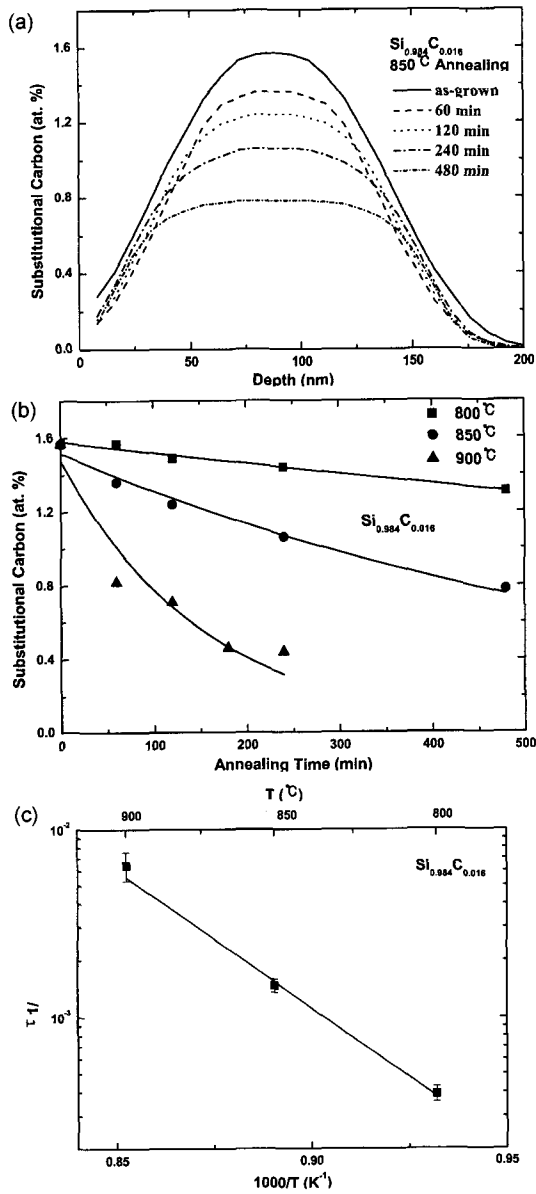 (a)
Si0.984C0.016
850℃ Annealing
as-grown
60 min
120 min
240 min
480 min
1.6
1.2
0.8
0.4
0.0
Substitutional Carbon (at. %)
0 50 100 150 200
Depth (nm)
(b)
800℃
850℃
900℃
Si0.984C0.016
1.6
1.2
0.8
0.4
0.0
Substitutional Carbon (at. %)
0 100 200 300 400 500
Annealing Time (min)
T (℃)
(c)
900 850 800
Si0.984C0.016
10-2
10-3
τ 1/
0.85 0.90 0.95
1000/T (K-1)